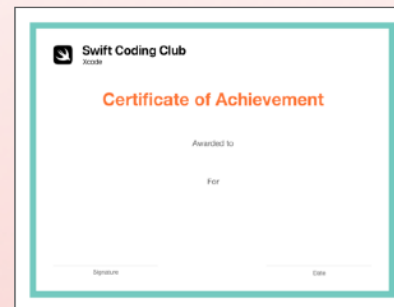 Swift Coding Club
Xcode
Certificate of Achievement
Awarded to
For
Signature
Date